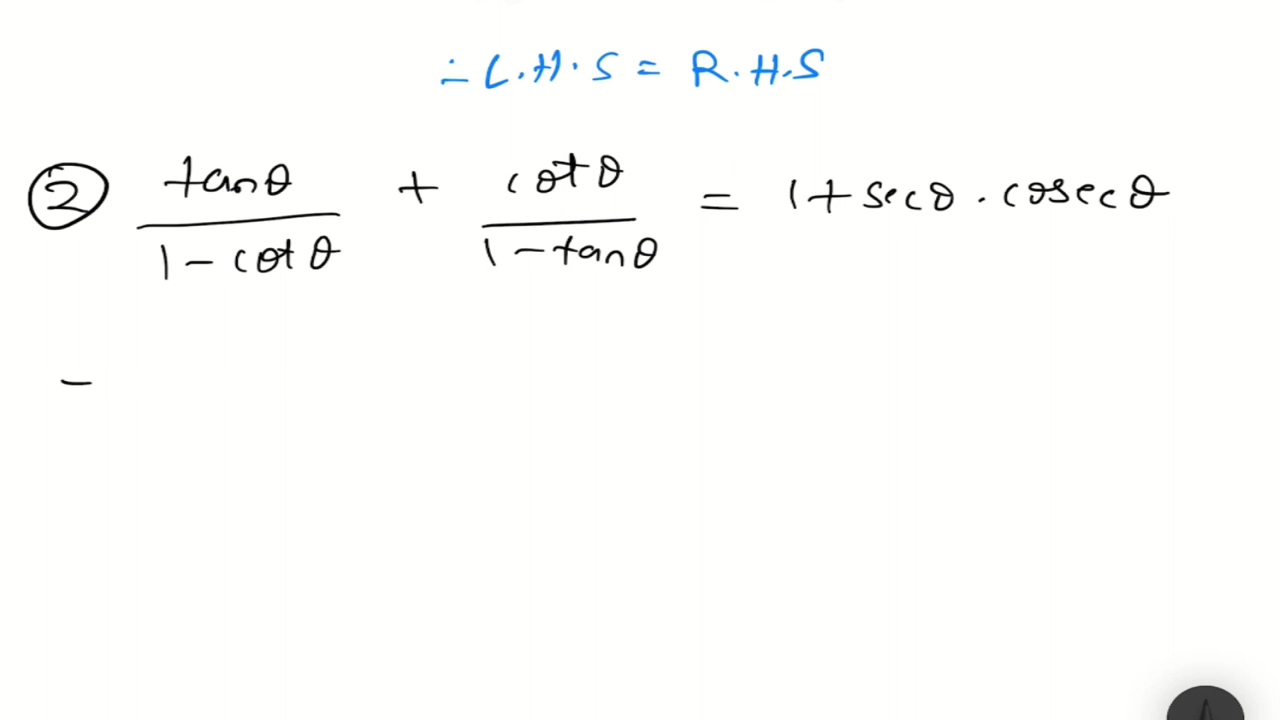 ∴ L.H.S = R.H.S
② tanθ/(1 - cotθ) + cotθ/(1 - tanθ) = 1 + secθ . cosecθ